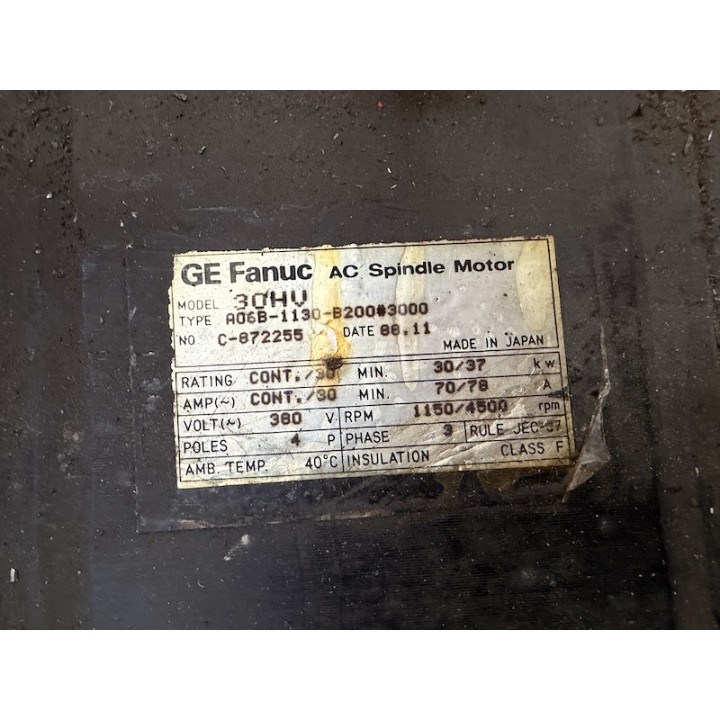 GE Fanuc AC Spindle Motor
MODEL 30HV
TYPE A06B-1130-B200#3000
NO. C-872255 DATE 88.11
MADE IN JAPAN
RATING CONT./30 MIN. 30/37 kw
AMP(~) CONT./30 MIN. 70/78 A
VOLT(~) 380 V RPM 1150/4500 rpm
POLES 4 P PHASE 3 RULE JEC-37
AMB. TEMP. 40°C INSULATION CLASS F